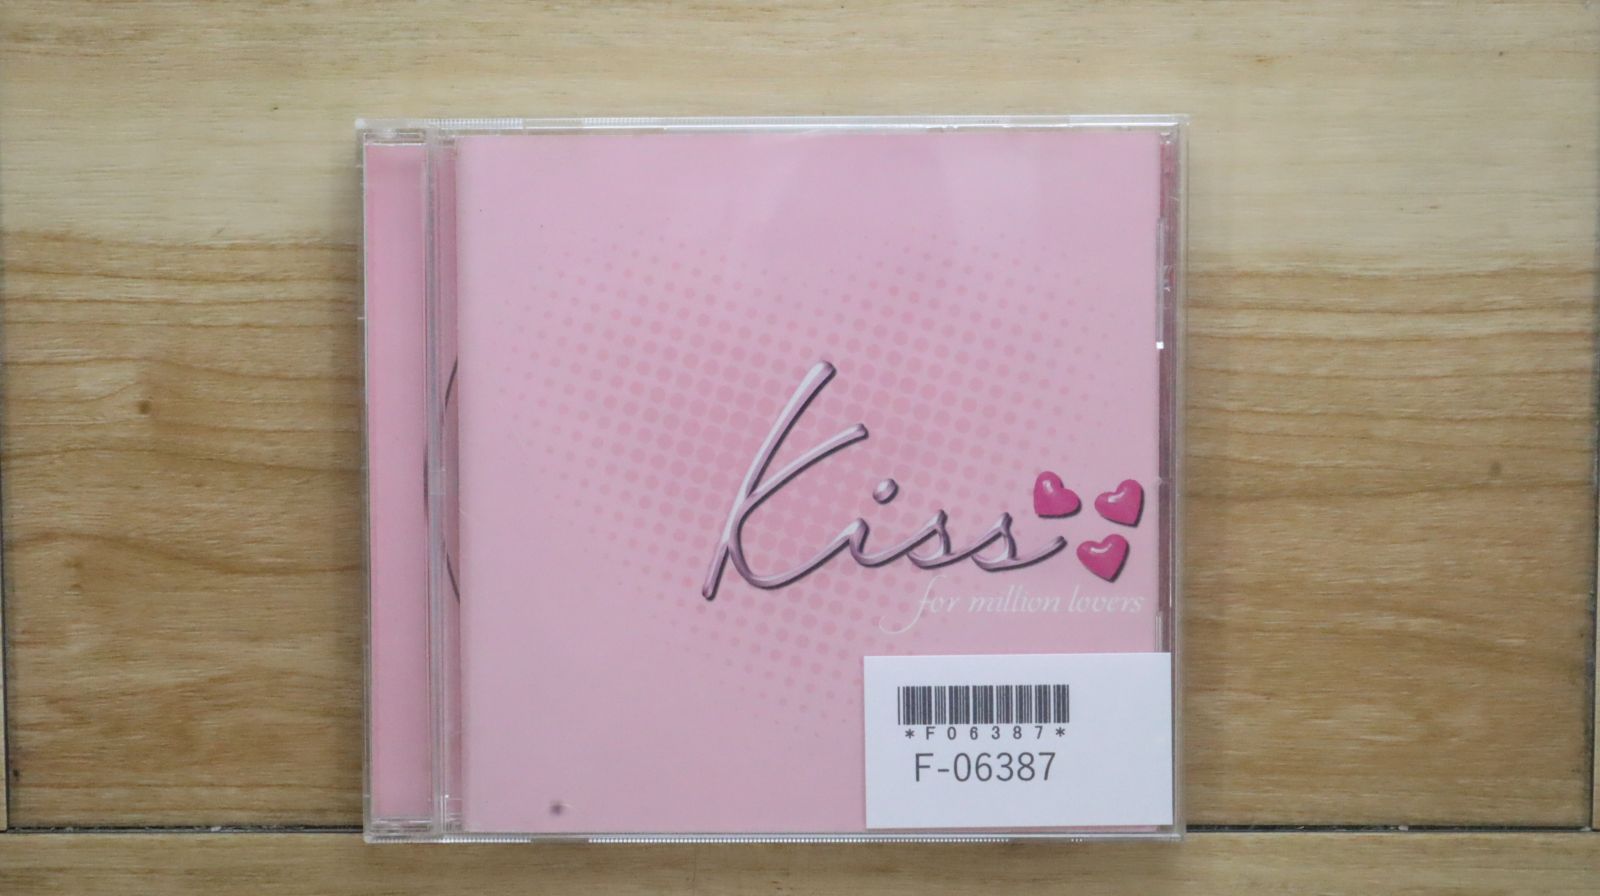 Kiss
for million lovers
*F06387*
F-06387